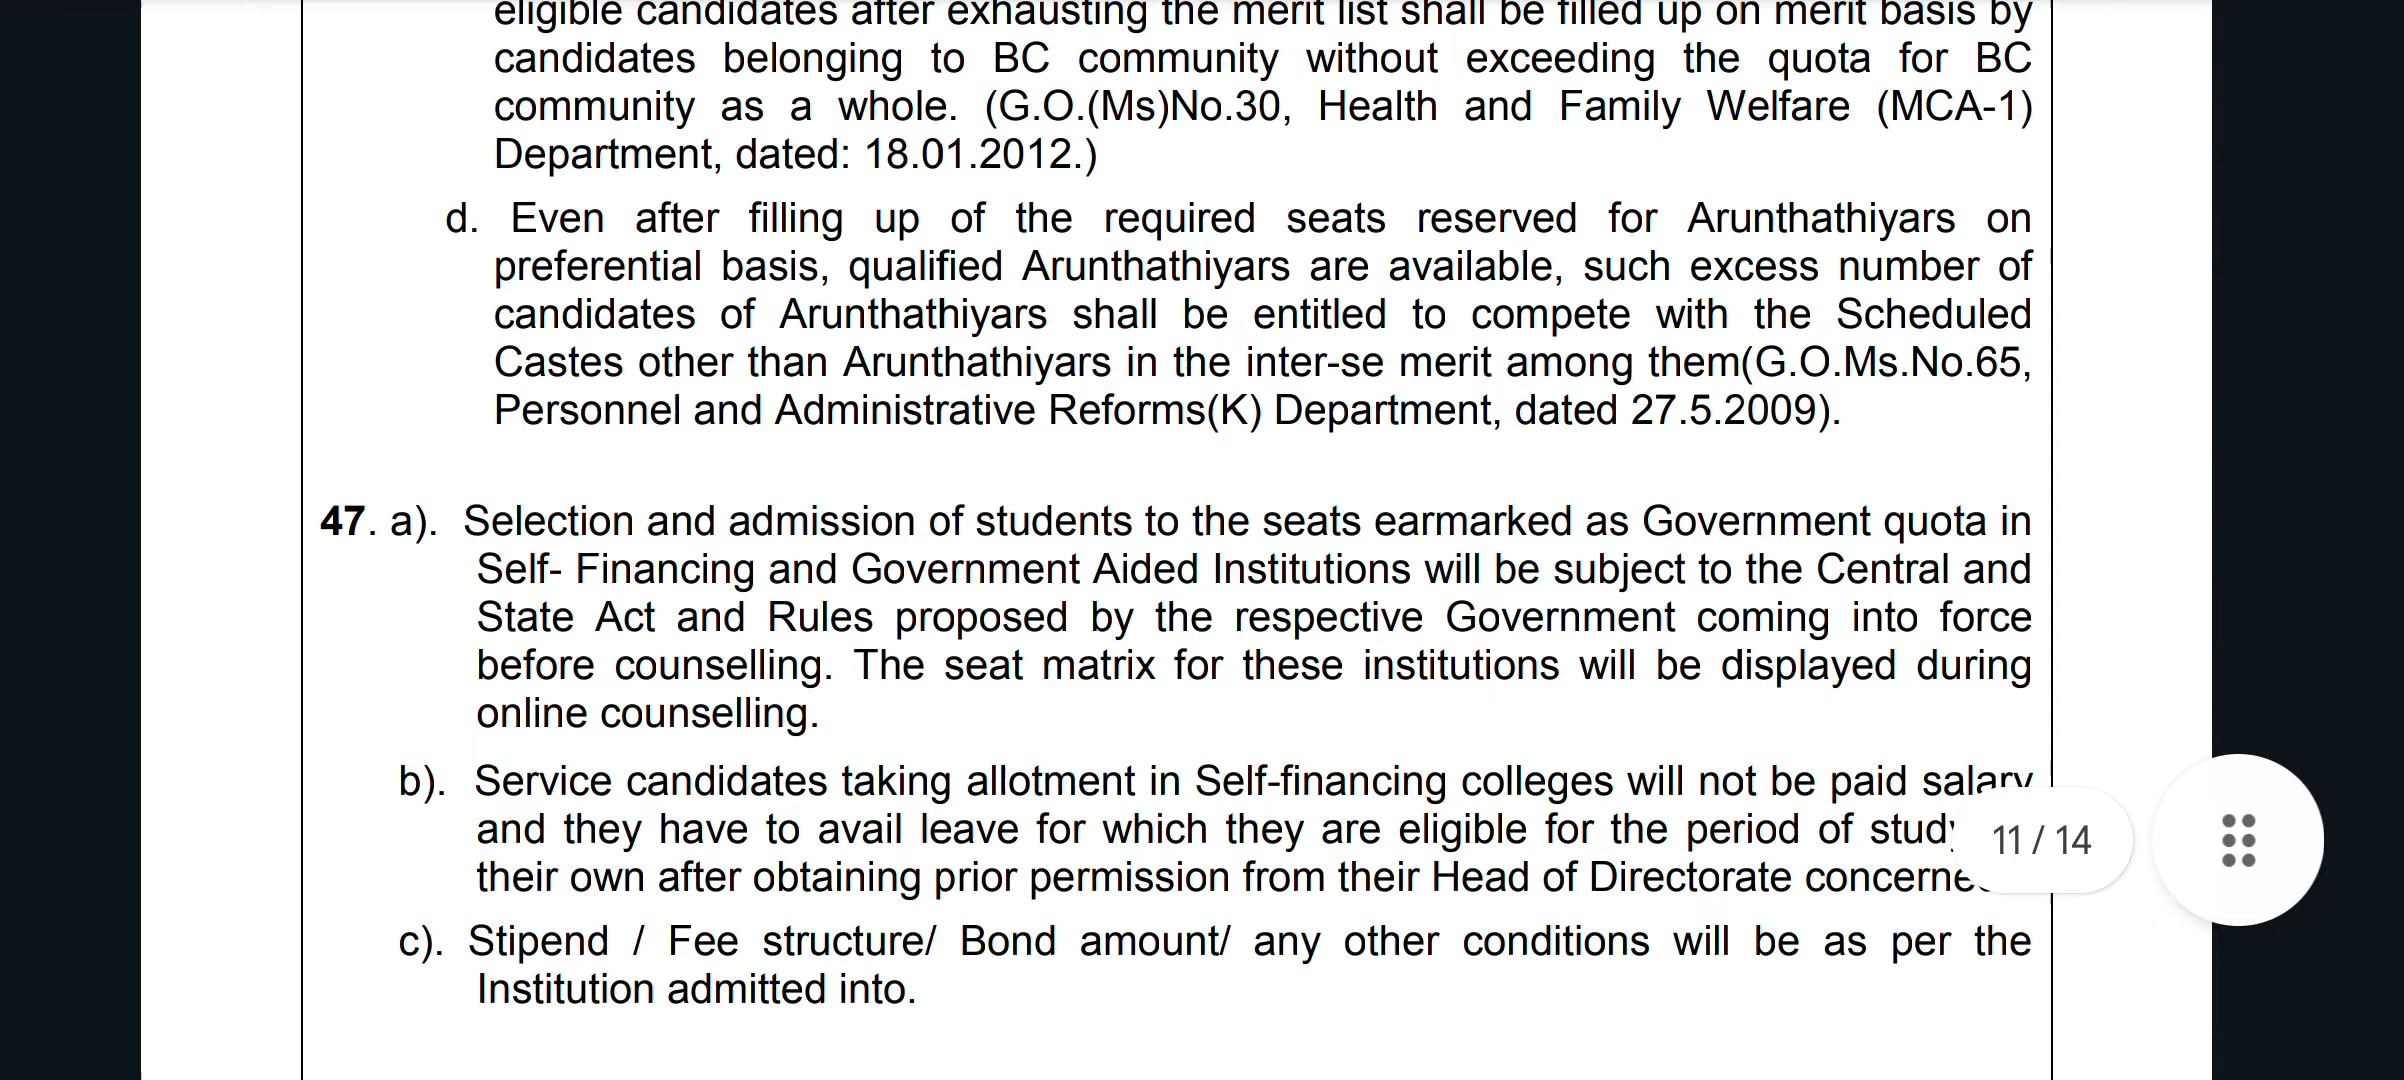 eligible candidates after exhausting the merit list shall be filled up on merit basis by
candidates belonging to BC community without exceeding the quota for BC
community as a whole. (G.O.(Ms)No.30, Health and Family Welfare (MCA-1)
Department, dated: 18.01.2012.)
d. Even after filling up of the required seats reserved for Arunthathiyars on
preferential basis, qualified Arunthathiyars are available, such excess number of
candidates of Arunthathiyars shall be entitled to compete with the Scheduled
Castes other than Arunthathiyars in the inter-se merit among them(G.O.Ms.No.65,
Personnel and Administrative Reforms(K) Department, dated 27.5.2009).
47. a). Selection and admission of students to the seats earmarked as Government quota in
Self- Financing and Government Aided Institutions will be subject to the Central and
State Act and Rules proposed by the respective Government coming into force
before counselling. The seat matrix for these institutions will be displayed during
online counselling.
b). Service candidates taking allotment in Self-financing colleges will not be paid salary
and they have to avail leave for which they are eligible for the period of study
their own after obtaining prior permission from their Head of Directorate
11 / 14
c). Stipend / Fee structure/ Bond amount/ any other conditions will be as per the
Institution admitted into.